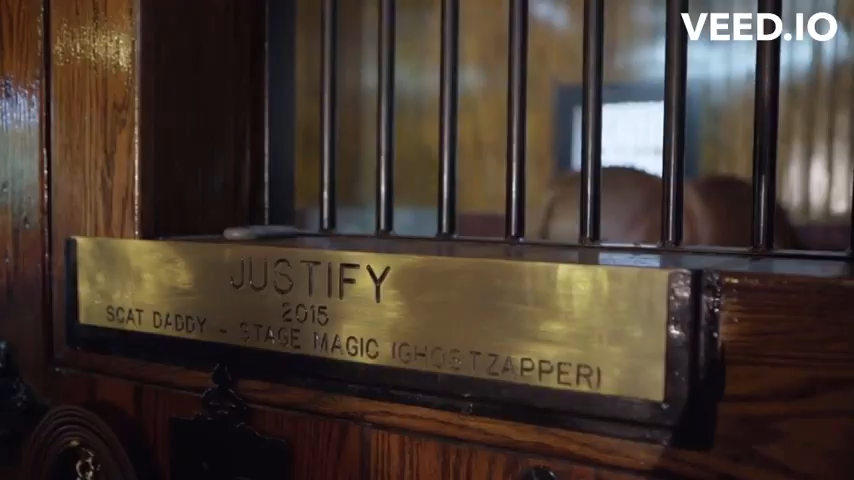 VEED.IO
JUSTIFY
2015
SCAT DADDY - STAGE MAGIC (GHOSTZAPPER)